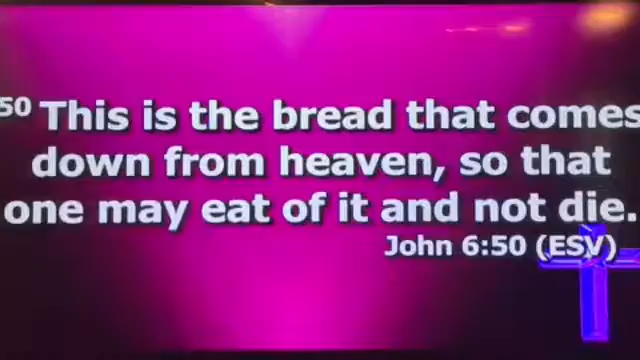 50 This is the bread that comes
down from heaven, so that
one may eat of it and not die.
John 6:50 (ESV)